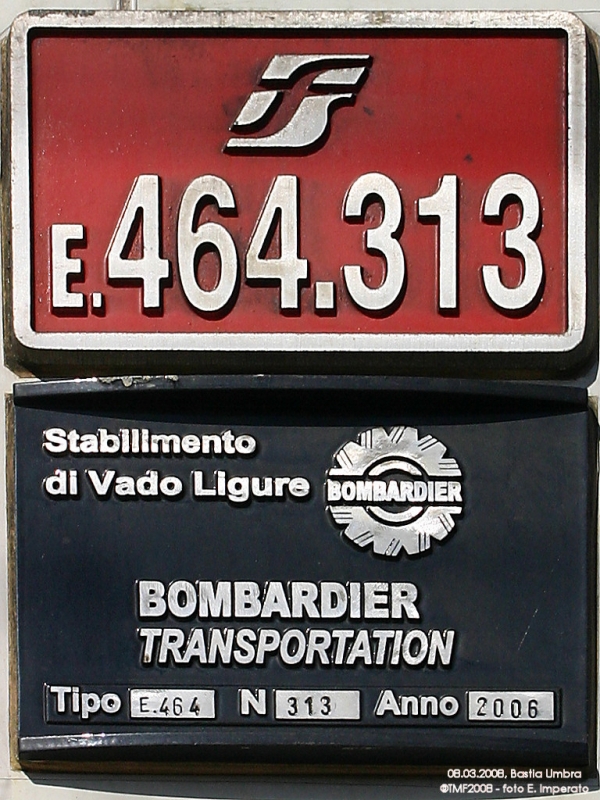 E.464.313
Stabilimento
di Vado Ligure
BOMBARDIER
BOMBARDIER
TRANSPORTATION
Tipo E.464 N 313 Anno 2006
08.03.2008, Bastia Umbra
©TMF2008 - foto E. Imperato